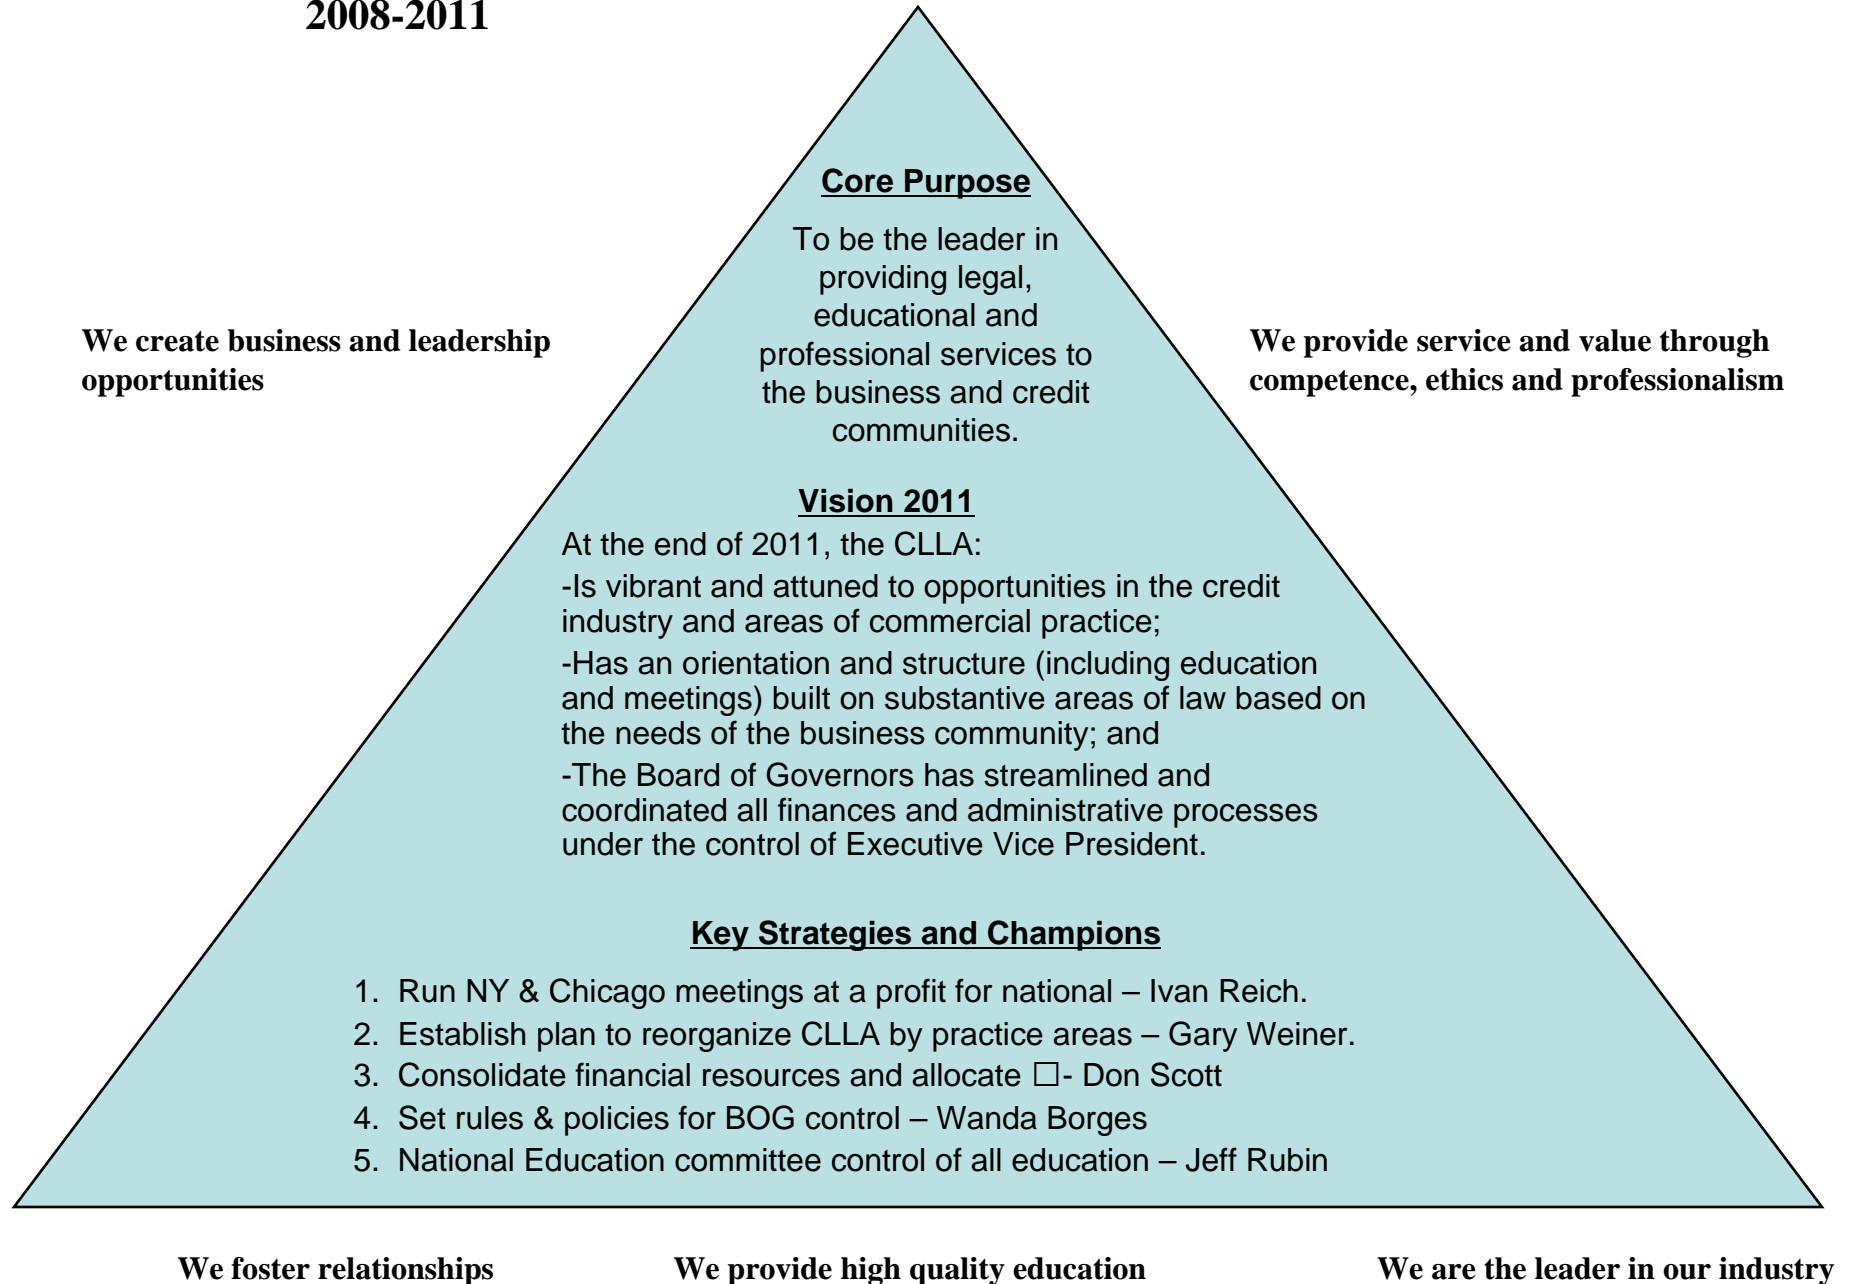 2008-2011
Core Purpose
To be the leader in
providing legal,
educational and
professional services to
the business and credit
communities.
We create business and leadership
opportunities
We provide service and value through
competence, ethics and professionalism
Vision 2011
At the end of 2011, the CLLA:
-Is vibrant and attuned to opportunities in the credit
industry and areas of commercial practice;
-Has an orientation and structure (including education
and meetings) built on substantive areas of law based on
the needs of the business community; and
-The Board of Governors has streamlined and
coordinated all finances and administrative processes
under the control of Executive Vice President.
Key Strategies and Champions
1. Run NY & Chicago meetings at a profit for national – Ivan Reich.
2. Establish plan to reorganize CLLA by practice areas – Gary Weiner.
3. Consolidate financial resources and allocate □- Don Scott
4. Set rules & policies for BOG control – Wanda Borges
5. National Education committee control of all education – Jeff Rubin
We foster relationships
We provide high quality education
We are the leader in our industry